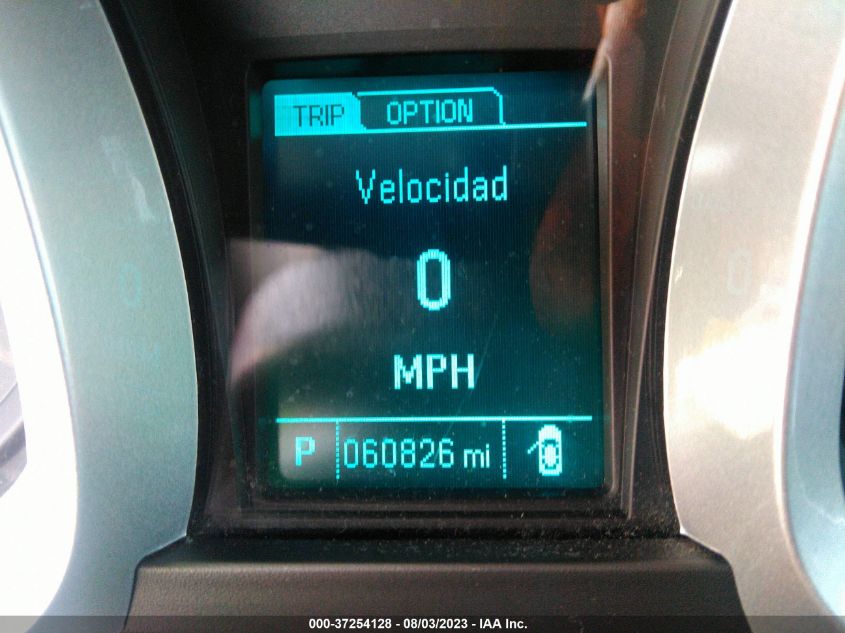 TRIP OPTION
Velocidad
0
MPH
P 060826 mi
000-37254128 - 08/03/2023 - IAA Inc.